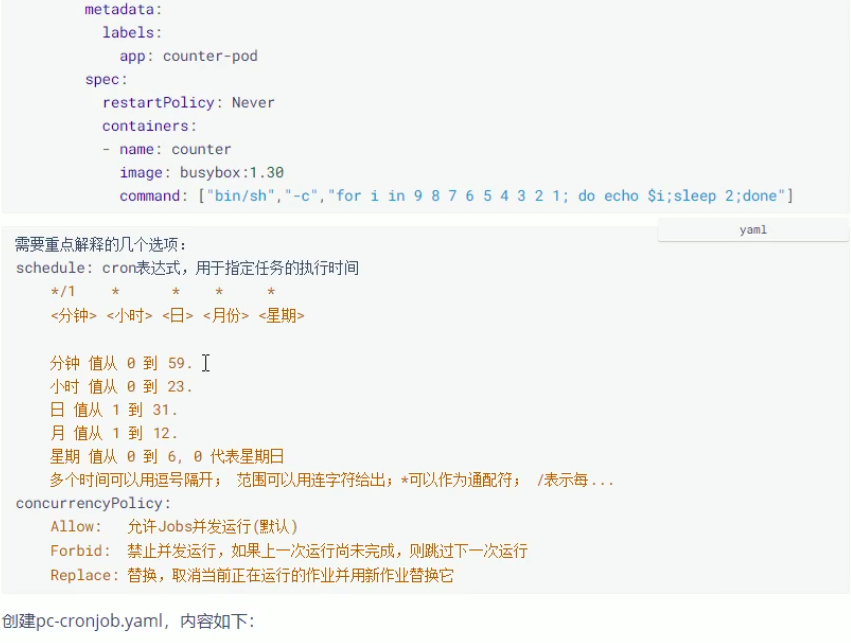 metadata:
labels:
app: counter-pod
spec:
restartPolicy: Never
containers:
- name: counter
image: busybox:1.30
command: ["bin/sh","-c","for i in 9 8 7 6 5 4 3 2 1; do echo $i;sleep 2;done"]
yaml
需要重点解释的几个选项:
schedule: cron表达式，用于指定任务的执行时间
*/1 * * * *
<分钟> <小时> <日> <月份> <星期>
分钟 值从 0 到 59.
小时 值从 0 到 23.
日 值从 1 到 31.
月 值从 1 到 12.
星期 值从 0 到 6, 0 代表星期日
多个时间可以用逗号隔开； 范围可以用连字符给出；*可以作为通配符； /表示每...
concurrencyPolicy:
Allow: 允许Jobs并发运行(默认)
Forbid: 禁止并发运行，如果上一次运行尚未完成，则跳过下一次运行
Replace: 替换，取消当前正在运行的作业并用新作业替换它
创建pc-cronjob.yaml，内容如下：